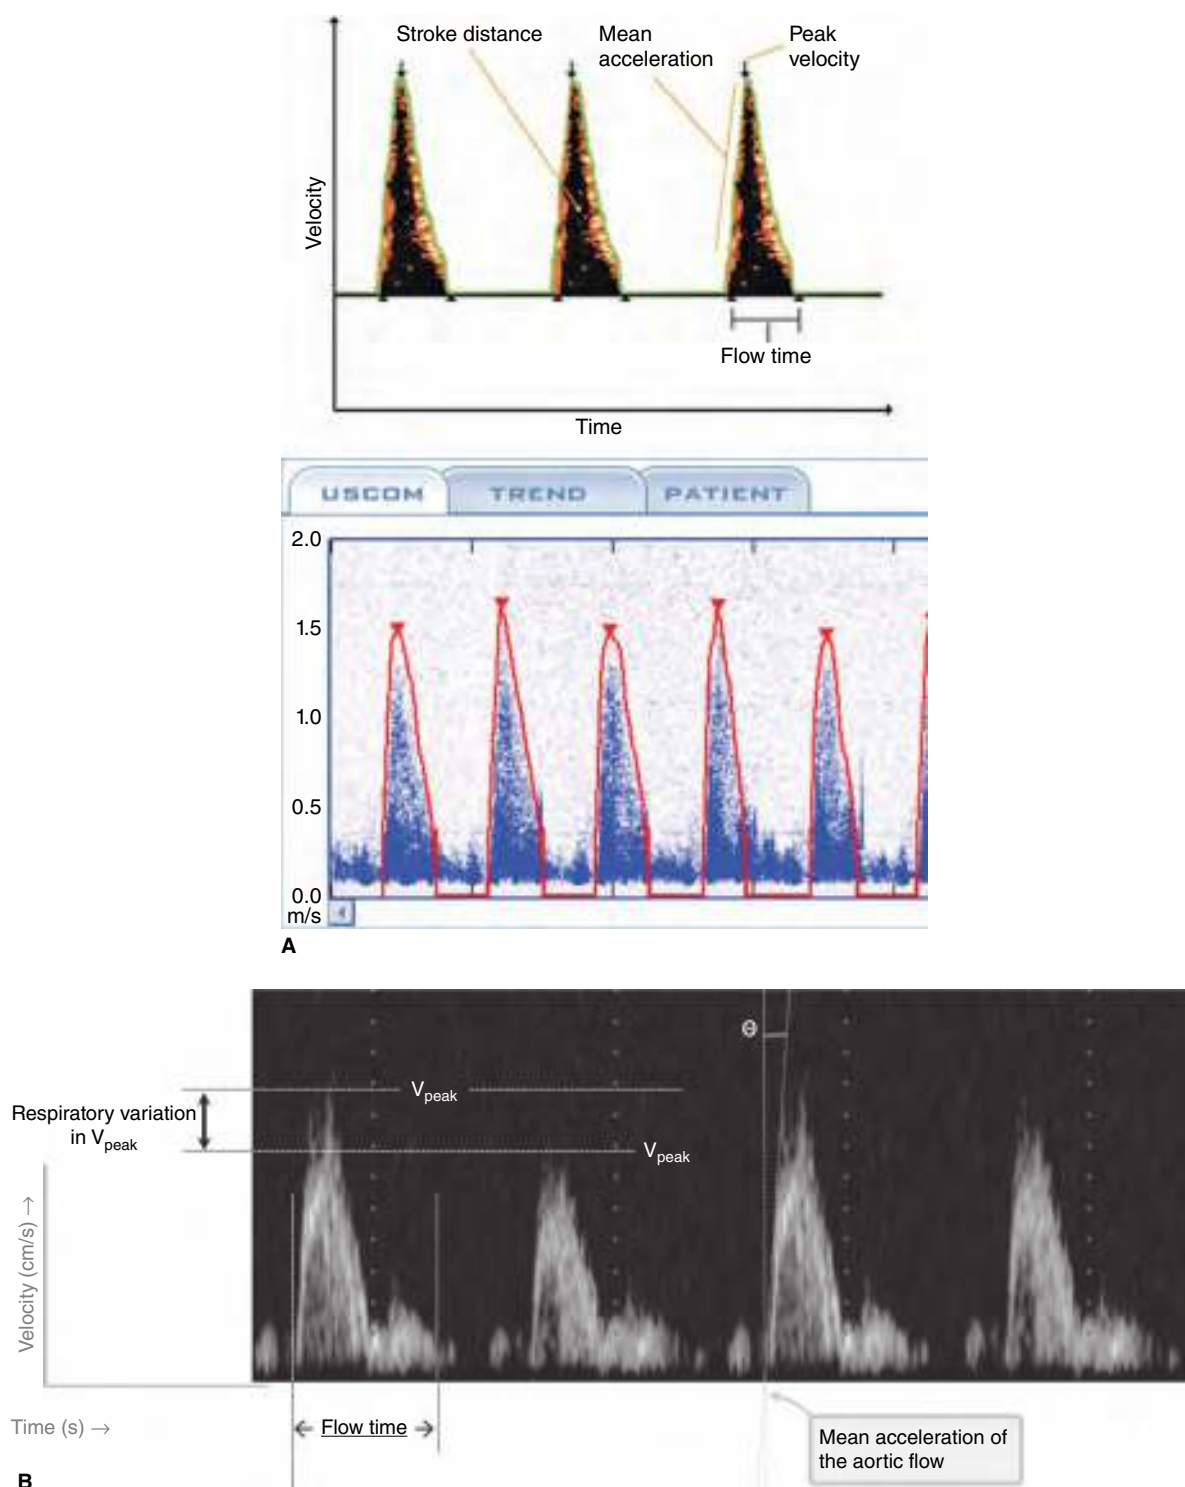 Stroke distance
Mean
acceleration
Peak
velocity
Velocity
Flow time
Time
USCOM
TREND
PATIENT
2.0
1.5
1.0
0.5
0.0
m/s
A
θ
Vpeak
Respiratory variation
in Vpeak
Vpeak
Velocity (cm/s) →
Time (s) →
Flow time
Mean acceleration of
the aortic flow
B